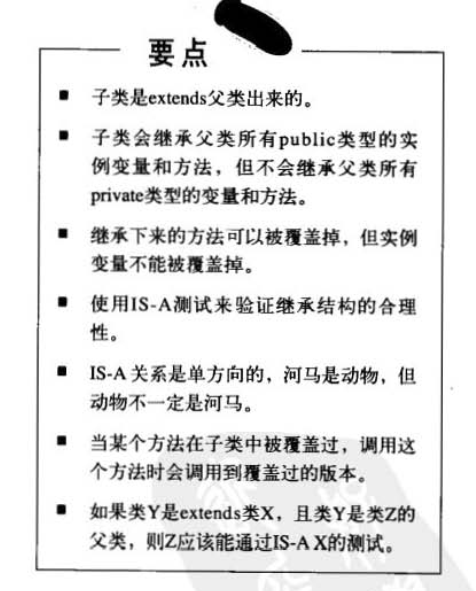 要点
子类是extends父类出来的。
子类会继承父类所有public类型的实
例变量和方法，但不会继承父类所有
private类型的变量和方法。
继承下来的方法可以被覆盖掉，但实例
变量不能被覆盖掉。
使用IS-A测试来验证继承结构的合理
性。
IS-A 关系是单方向的，河马是动物，但
动物不一定是河马。
当某个方法在子类中被覆盖过，调用这
个方法时会调用到覆盖过的版本。
如果类Y是extends类X，且类Y是类Z的
父类，则Z应该能通过IS-A X的测试。